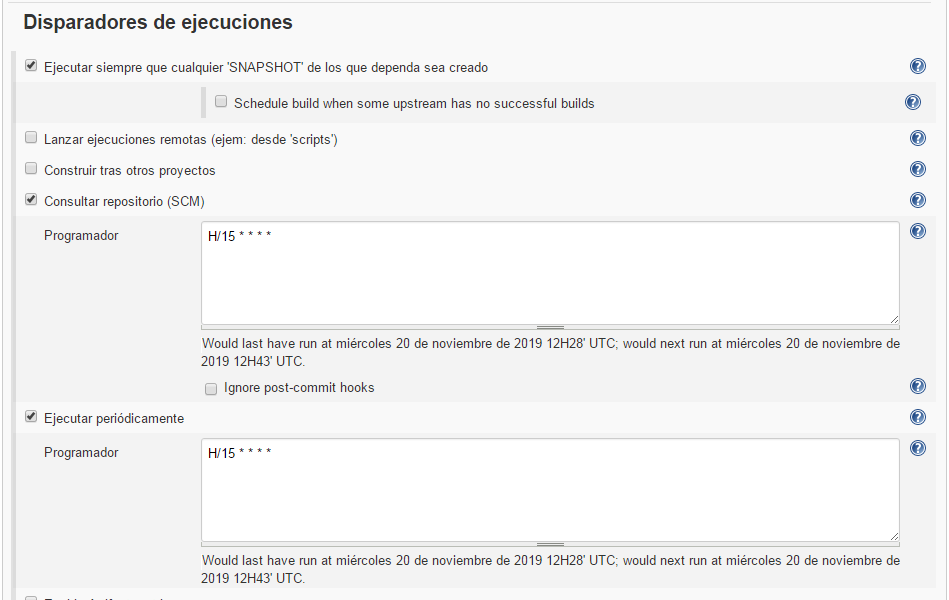 Disparadores de ejecuciones
Ejecutar siempre que cualquier 'SNAPSHOT' de los que dependa sea creado
Schedule build when some upstream has no successful builds
Lanzar ejecuciones remotas (ejem: desde 'scripts')
Construir tras otros proyectos
Consultar repositorio (SCM)
Programador
H/15 * * * *
Would last have run at miércoles 20 de noviembre de 2019 12H28' UTC; would next run at miércoles 20 de noviembre de
2019 12H43' UTC.
Ignore post-commit hooks
Ejecutar periódicamente
Programador
H/15 * * * *
Would last have run at miércoles 20 de noviembre de 2019 12H28' UTC; would next run at miércoles 20 de noviembre de
2019 12H43' UTC.